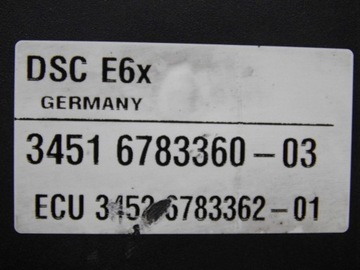 DSC E6x
GERMANY
3451 6783360-03
ECU 3452 6783362-01